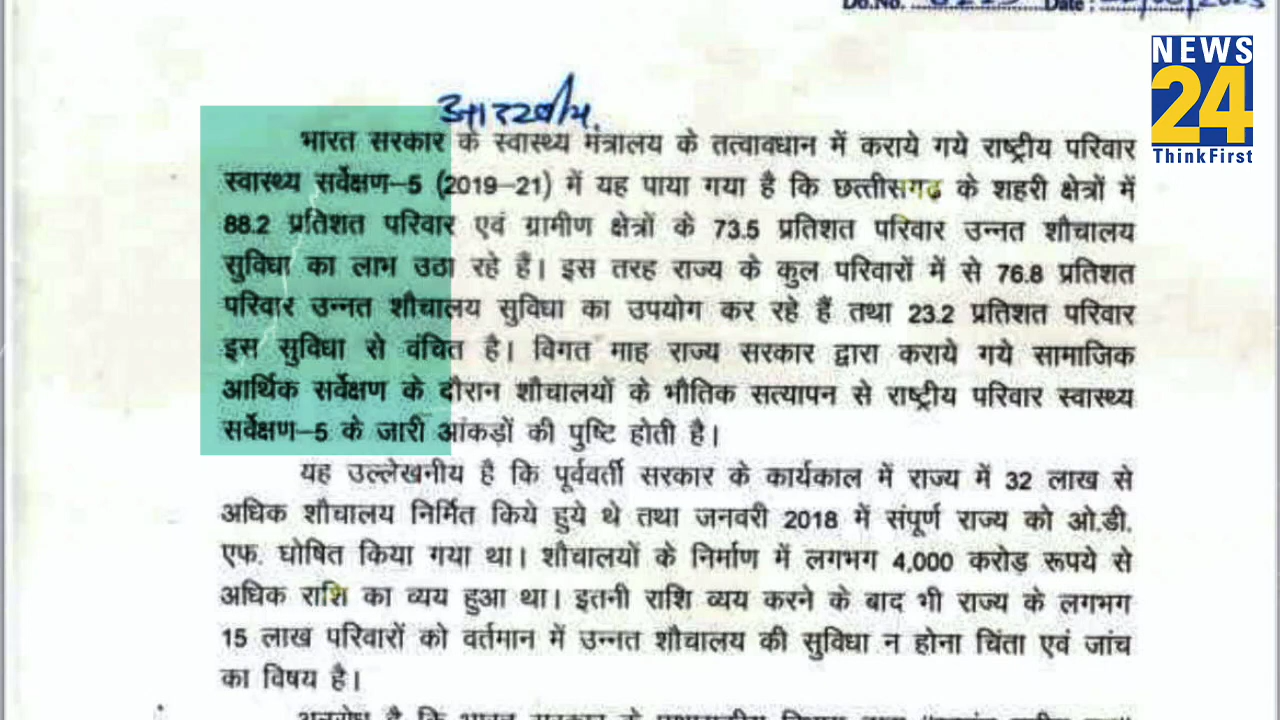 Do.No. Date :
NEWS
24
ThinkFirst
आदरणीय,
भारत सरकार के स्वास्थ्य मंत्रालय के तत्वावधान में कराये गये राष्ट्रीय परिवार
स्वास्थ्य सर्वेक्षण–5 (2019–21) में यह पाया गया है कि छत्तीसगढ के शहरी क्षेत्रों में
88.2 प्रतिशत परिवार एवं ग्रामीण क्षेत्रों के 73.5 प्रतिशत परिवार उन्नत शौचालय
सुविधा का लाभ उठा रहे हैं। इस तरह राज्य के कुल परिवारों में से 76.8 प्रतिशत
परिवार उन्नत शौचालय सुविधा का उपयोग कर रहे हैं तथा 23.2 प्रतिशत परिवार
इस सुविधा से वंचित है। विगत माह राज्य सरकार द्वारा कराये गये सामाजिक
आर्थिक सर्वेक्षण के दौरान शौचालयों के भौतिक सत्यापन से राष्ट्रीय परिवार स्वास्थ्य
सर्वेक्षण–5 के जारी आंकड़ों की पुष्टि होती है।
यह उल्लेखनीय है कि पूर्ववर्ती सरकार के कार्यकाल में राज्य में 32 लाख से
अधिक शौचालय निर्मित किये हुये थे तथा जनवरी 2018 में संपूर्ण राज्य को ओ.डी.
एफ. घोषित किया गया था। शौचालयों के निर्माण में लगभग 4,000 करोड़ रूपये से
अधिक राशि का व्यय हुआ था। इतनी राशि व्यय करने के बाद भी राज्य के लगभग
15 लाख परिवारों को वर्तमान में उन्नत शौचालय की सुविधा न होना चिंता एवं जांच
का विषय है।